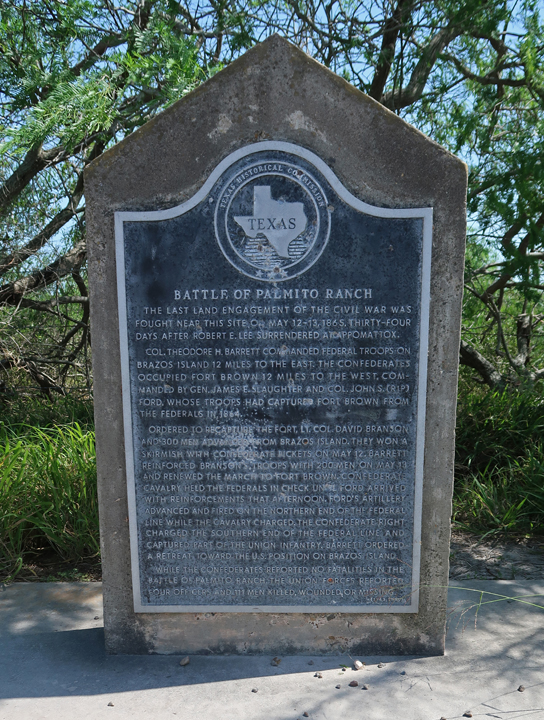 TEXAS HISTORICAL COMMISSION
TEXAS
BATTLE OF PALMITO RANCH
THE LAST LAND ENGAGEMENT OF THE CIVIL WAR WAS
FOUGHT NEAR THIS SITE ON MAY 12-13, 1865, THIRTY-FOUR
DAYS AFTER ROBERT E. LEE SURRENDERED AT APPOMATTOX.
COL. THEODORE H. BARRETT COMMANDED FEDERAL TROOPS ON
BRAZOS ISLAND 12 MILES TO THE EAST. THE CONFEDERATES
OCCUPIED FORT BROWN 12 MILES TO THE WEST, COM-
MANDED BY GEN. JAMES E. SLAUGHTER AND COL. JOHN S. (RIP)
FORD, WHOSE TROOPS HAD CAPTURED FORT BROWN FROM
THE FEDERALS IN 1864.
ORDERED TO RECAPTURE THE FORT, LT. COL. DAVID BRANSON
AND 300 MEN ADVANCED FROM BRAZOS ISLAND. THEY WON A
SKIRMISH WITH CONFEDERATE PICKETS ON MAY 12. BARRETT
REINFORCED BRANSON'S TROOPS WITH 200 MEN ON MAY 13
AND RENEWED THE MARCH TO FORT BROWN. CONFEDERATE
CAVALRY HELD THE FEDERALS IN CHECK UNTIL FORD ARRIVED
WITH REINFORCEMENTS THAT AFTERNOON. FORD'S ARTILLERY
ADVANCED AND FIRED ON THE NORTHERN END OF THE FEDERAL
LINE WHILE THE CAVALRY CHARGED. THE CONFEDERATE RIGHT
CHARGED THE SOUTHERN END OF THE FEDERAL LINE AND
CAPTURED PART OF THE UNION INFANTRY. BARRETT ORDERED
A RETREAT TOWARD THE U.S. POSITION ON BRAZOS ISLAND.
WHILE THE CONFEDERATES REPORTED NO FATALITIES IN THE
BATTLE OF PALMITO RANCH, THE UNION FORCES REPORTED
FOUR OFFICERS AND 111 MEN KILLED, WOUNDED OR MISSING.